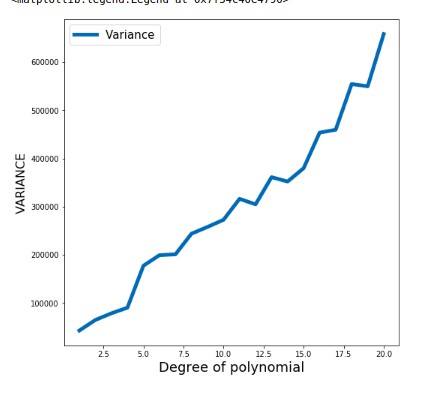 <matplotlib.legend.Legend at 0x7f54c40e4750>
Variance
600000
500000
400000
300000
200000
100000
VARIANCE
2.5 5.0 7.5 10.0 12.5 15.0 17.5 20.0
Degree of polynomial